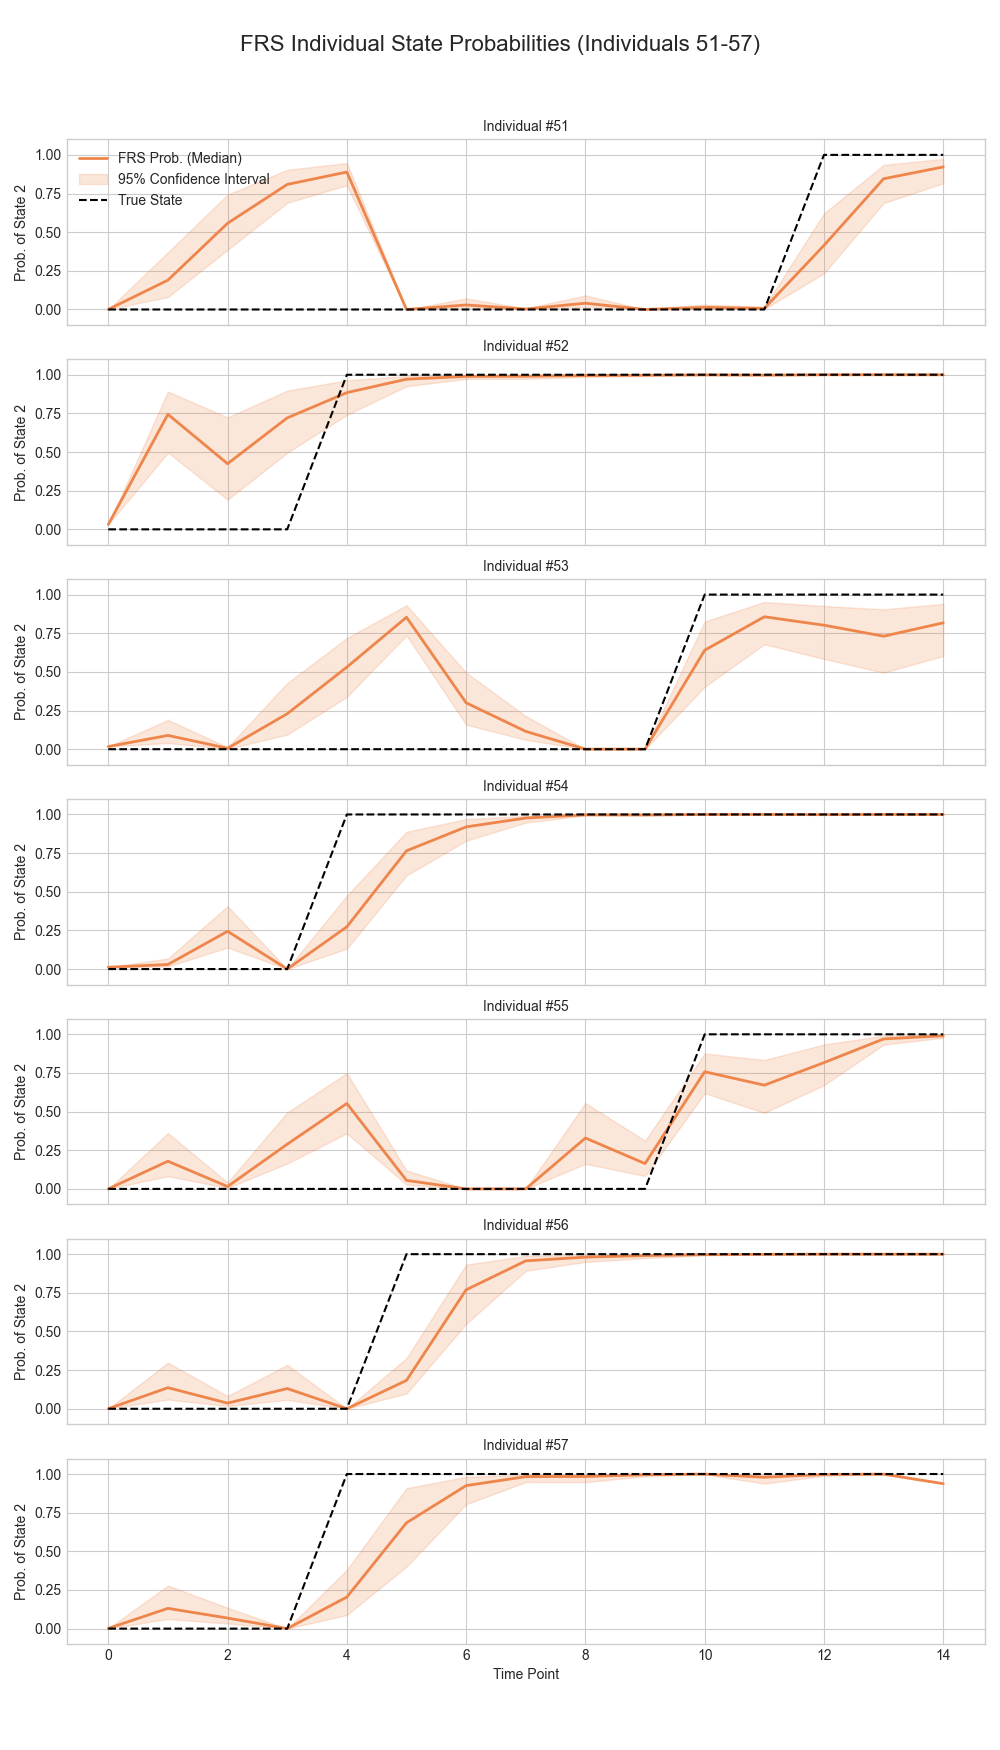 FRS Individual State Probabilities (Individuals 51-57)
Individual #51
FRS Prob. (Median)
95% Confidence Interval
True State
Prob. of State 2
1.00
0.75
0.50
0.25
0.00
Individual #52
Prob. of State 2
1.00
0.75
0.50
0.25
0.00
Individual #53
Prob. of State 2
1.00
0.75
0.50
0.25
0.00
Individual #54
Prob. of State 2
1.00
0.75
0.50
0.25
0.00
Individual #55
Prob. of State 2
1.00
0.75
0.50
0.25
0.00
Individual #56
Prob. of State 2
1.00
0.75
0.50
0.25
0.00
Individual #57
Prob. of State 2
1.00
0.75
0.50
0.25
0.00
0 2 4 6 8 10 12 14
Time Point